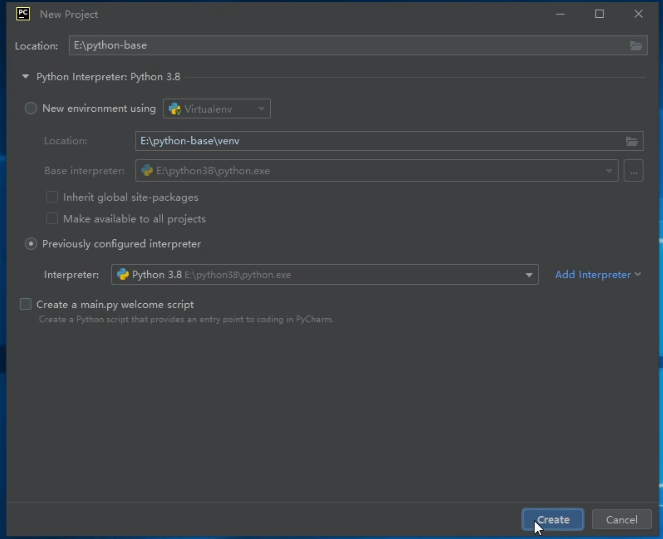 PC New Project
Location: E:\python-base
Python Interpreter: Python 3.8
New environment using Virtualenv
Location: E:\python-base\venv
Base interpreter: E:\python38\python.exe ...
Inherit global site-packages
Make available to all projects
Previously configured interpreter
Interpreter: Python 3.8 E:\python38\python.exe Add Interpreter
Create a main.py welcome script
Create a Python script that provides an entry point to coding in PyCharm.
Create Cancel